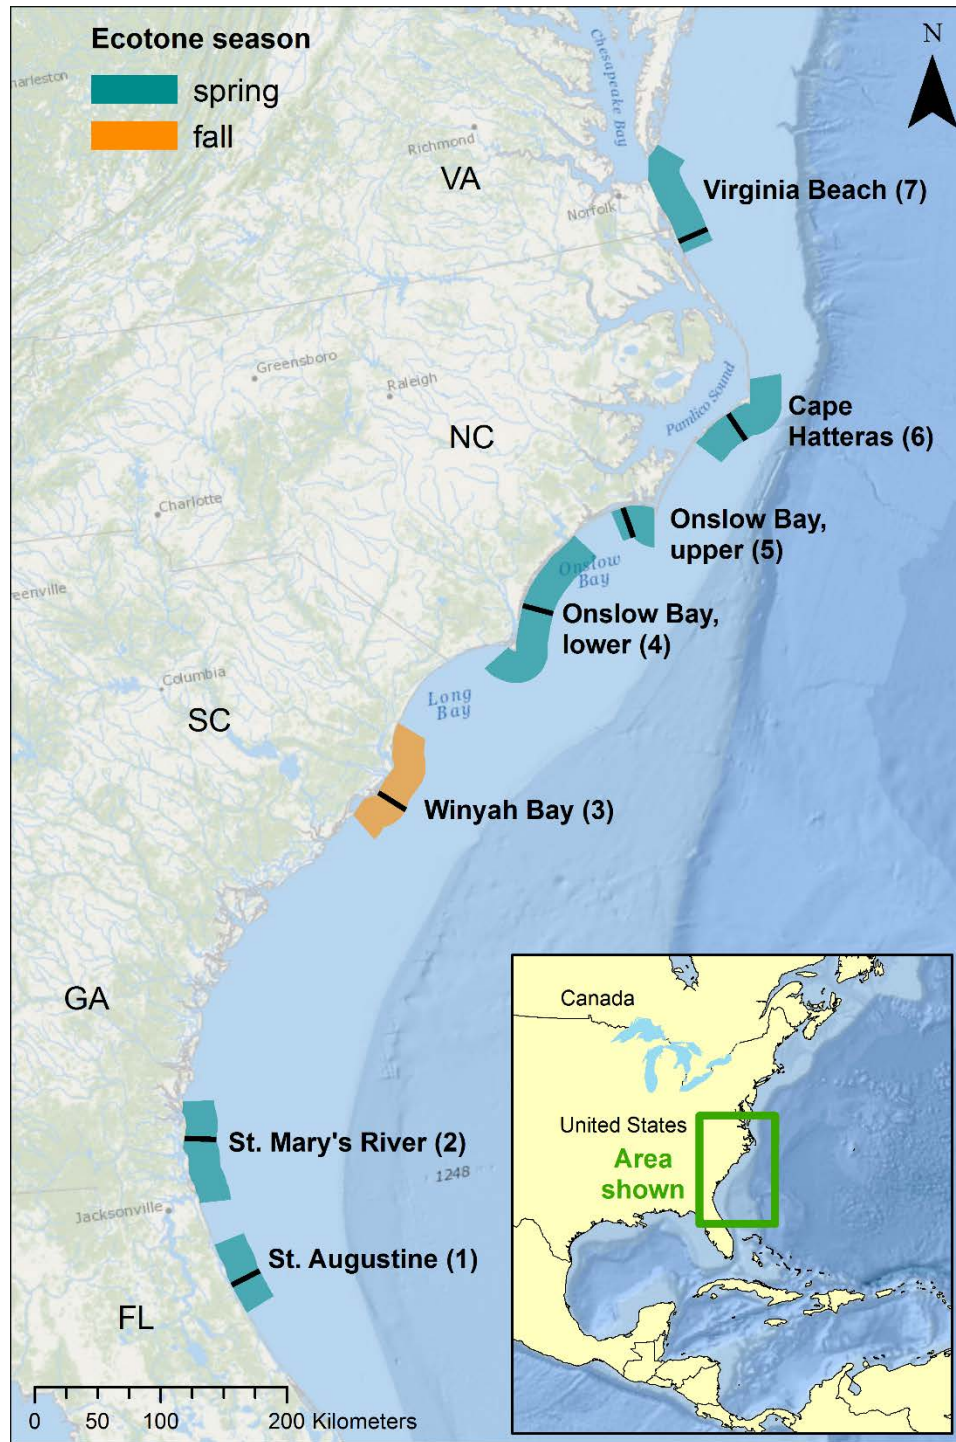 Ecotone season
spring
fall
N
harleston
Chesapeake Bay
Richmond
VA
Norfolk
Virginia Beach (7)
Greensboro
Raleigh
Pamlico Sound
Cape
Hatteras (6)
NC
Charlotte
Onslow Bay,
upper (5)
Onslow
Bay
eenville
Onslow Bay,
lower (4)
Columbia
Long
Bay
SC
Winyah Bay (3)
GA
St. Mary's River (2)
1248
Jacksonville
St. Augustine (1)
FL
0 50 100 200 Kilometers
Canada
United States
Area
shown